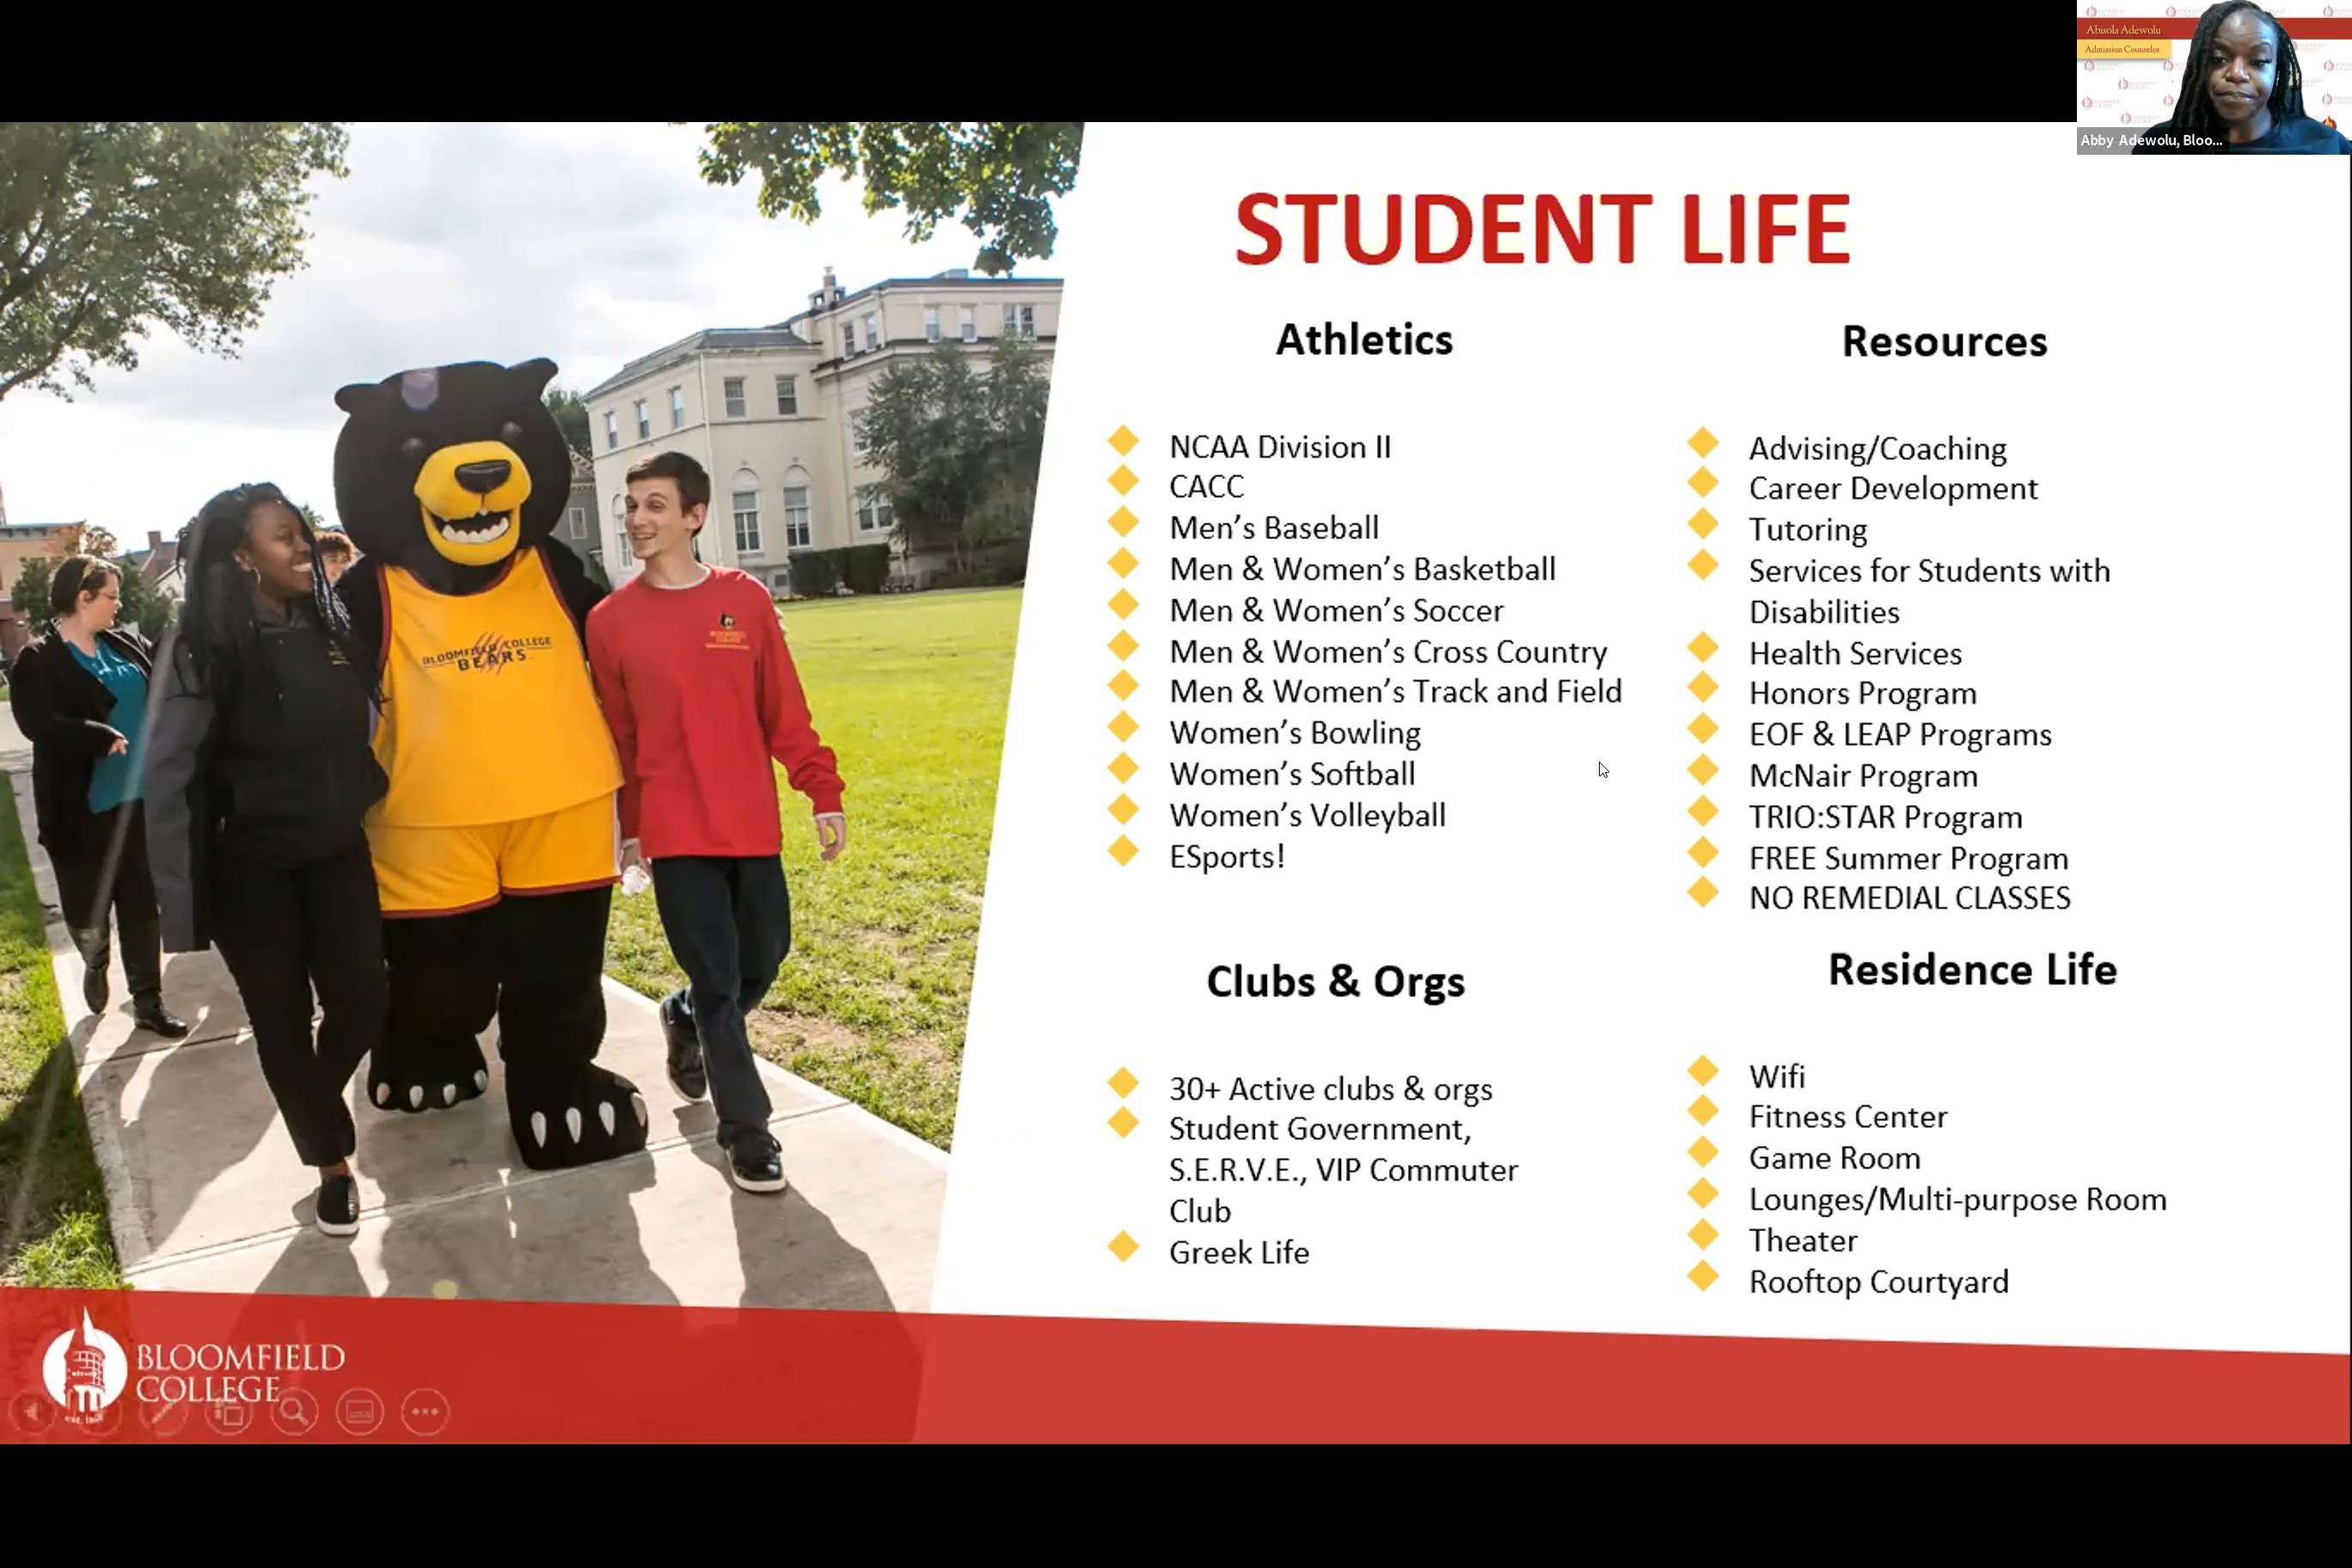 Abisola Adewolu
Admission Counselor
Abby Adewolu, Bloo...
STUDENT LIFE
Athletics
NCAA Division II
CACC
Men’s Baseball
Men & Women’s Basketball
Men & Women’s Soccer
Men & Women’s Cross Country
Men & Women’s Track and Field
Women’s Bowling
Women’s Softball
Women’s Volleyball
ESports!
Resources
Advising/Coaching
Career Development
Tutoring
Services for Students with
Disabilities
Health Services
Honors Program
EOF & LEAP Programs
McNair Program
TRIO:STAR Program
FREE Summer Program
NO REMEDIAL CLASSES
Clubs & Orgs
30+ Active clubs & orgs
Student Government,
S.E.R.V.E., VIP Commuter
Club
Greek Life
Residence Life
Wifi
Fitness Center
Game Room
Lounges/Multi-purpose Room
Theater
Rooftop Courtyard
BLOOMFIELD COLLEGE
BEARS
BLOOMFIELD
COLLEGE